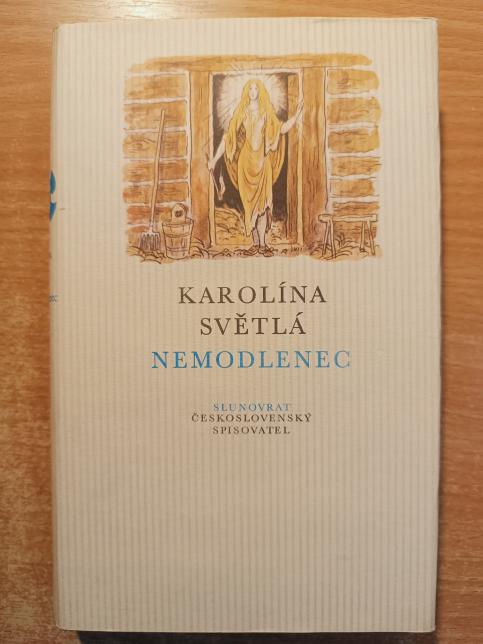 KAROLÍNA
SVĚTLÁ
NEMODLENEC
SLUNOVRAT
ČESKOSLOVENSKÝ
SPISOVATEL